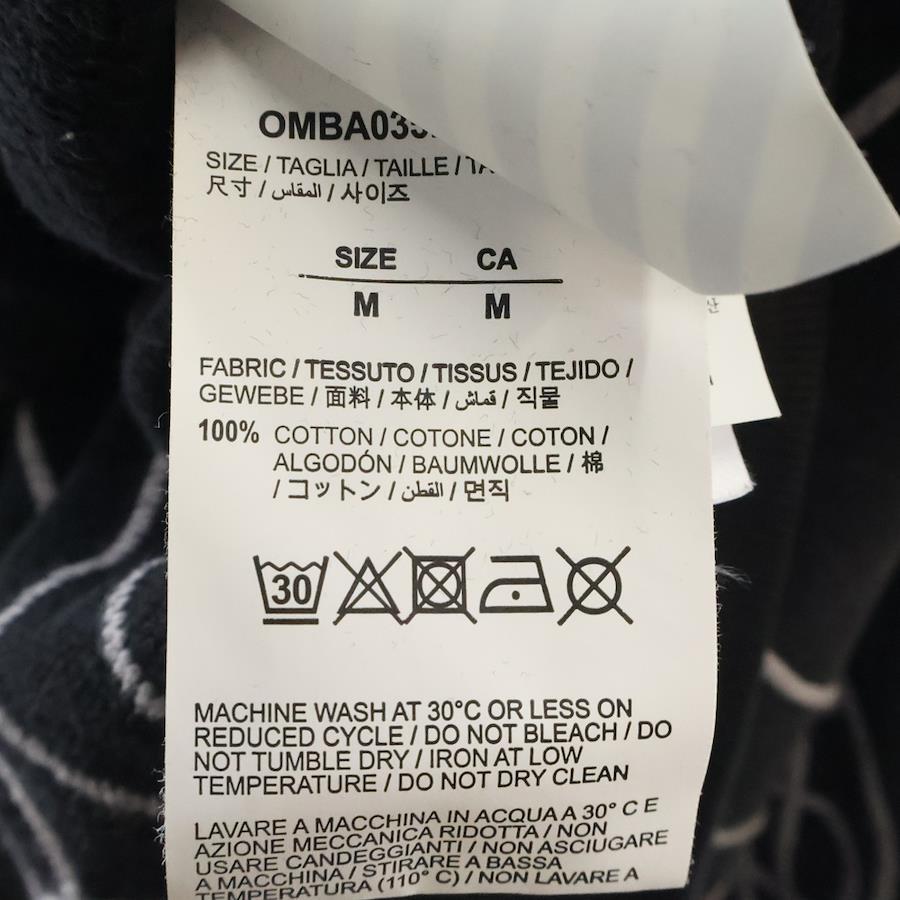 OMBA035
SIZE / TAGLIA / TAILLE /
尺寸 / المقاس / 사이즈
SIZE CA
M M
FABRIC / TESSUTO / TISSUS / TEJIDO /
GEWEBE / 面料 / 本体 / قماش / 직물
100% COTTON / COTONE / COTON /
ALGODÓN / BAUMWOLLE / 棉
/ コットン / القطن / 면직
30
MACHINE WASH AT 30°C OR LESS ON
REDUCED CYCLE / DO NOT BLEACH / DO
NOT TUMBLE DRY / IRON AT LOW
TEMPERATURE / DO NOT DRY CLEAN
LAVARE A MACCHINA IN ACQUA A 30° C E
AZIONE MECCANICA RIDOTTA / NON
USARE CANDEGGIANTI / NON ASCIUGARE
A MACCHINA / STIRARE A BASSA
TEMPERATURA (110° C) / NON LAVARE A